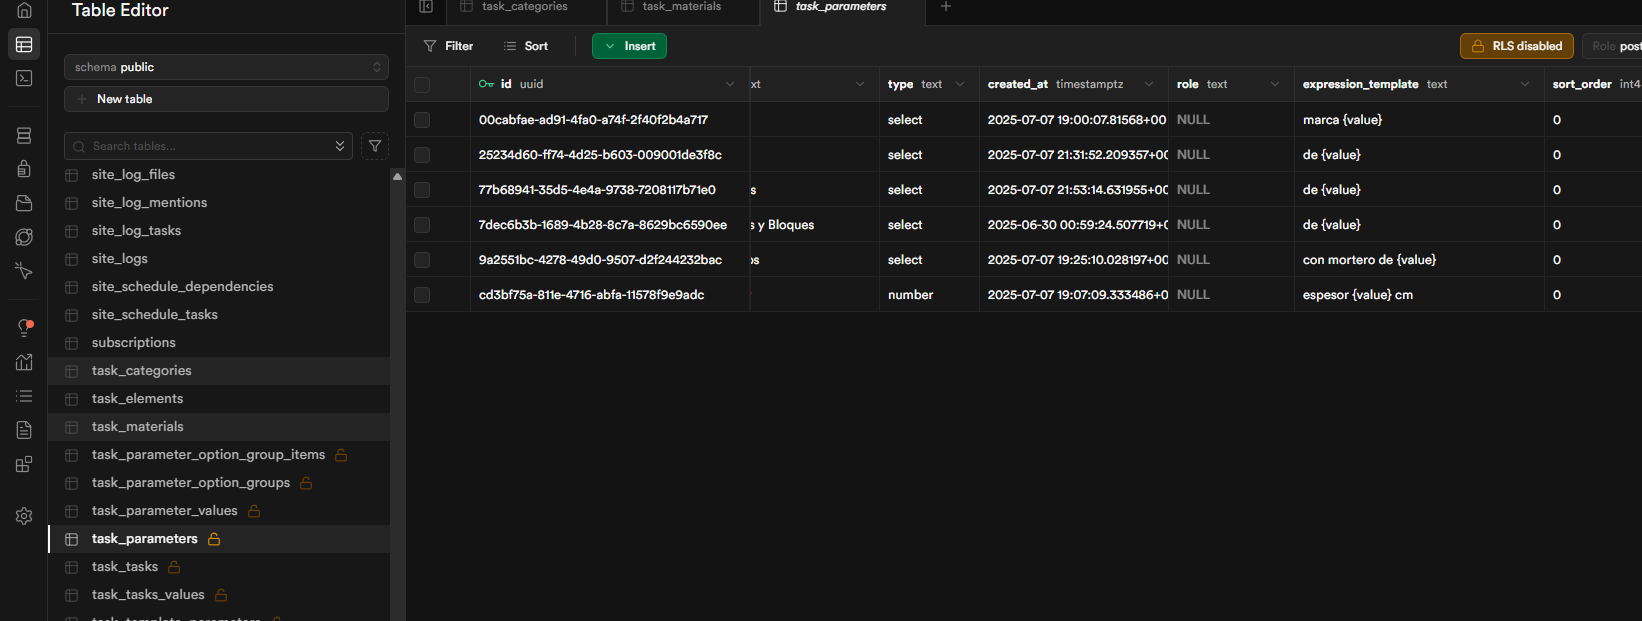 Table Editor
schema public
New table
Search tables...
site_log_files
site_log_mentions
site_log_tasks
site_logs
site_schedule_dependencies
site_schedule_tasks
subscriptions
task_categories
task_elements
task_materials
task_parameter_option_group_items
task_parameter_option_groups
task_parameter_values
task_parameters
task_tasks
task_tasks_values
task_template_parameters
task_categories task_materials task_parameters
Filter Sort Insert RLS disabled Role post
id uuid xt type text created_at timestamptz role text expression_template text sort_order int4
00cabfae-ad91-4fa0-a74f-2f40f2b4a717 select 2025-07-07 19:00:07.81568+00 NULL marca {value} 0
25234d60-ff74-4d25-b603-009001de3f8c select 2025-07-07 21:31:52.209357+00 NULL de {value} 0
77b68941-35d5-4e4a-9738-7208117b71e0 s select 2025-07-07 21:53:14.631955+00 NULL de {value} 0
7dec6b3b-1689-4b28-8c7a-8629bc6590ee s y Bloques select 2025-06-30 00:59:24.507719+0 NULL de {value} 0
9a2551bc-4278-49d0-9507-d2f244232bac os select 2025-07-07 19:25:10.028197+00 NULL con mortero de {value} 0
cd3bf75a-811e-4716-abfa-11578f9e9adc number 2025-07-07 19:07:09.333486+0 NULL espesor {value} cm 0